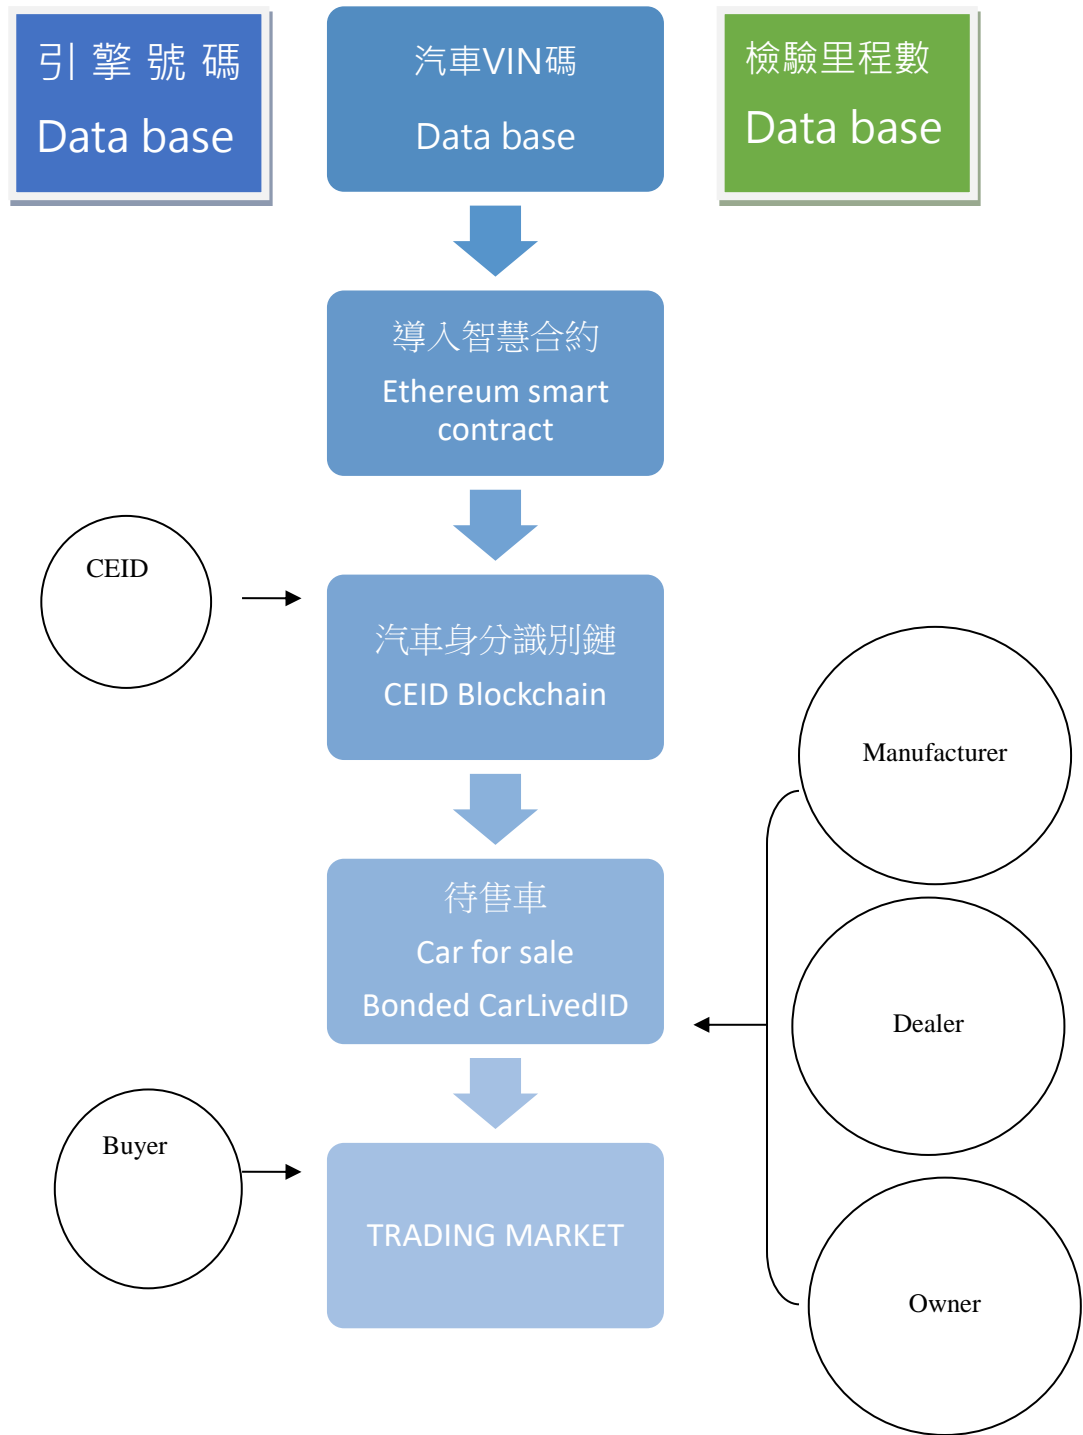 引 擎 號 碼
Data base
汽車VIN碼
Data base
檢驗里程數
Data base
導入智慧合約
Ethereum smart
contract
CEID
汽車身分識別鏈
CEID Blockchain
Manufacturer
待售車
Car for sale
Bonded CarLivedID
Dealer
Buyer
TRADING MARKET
Owner